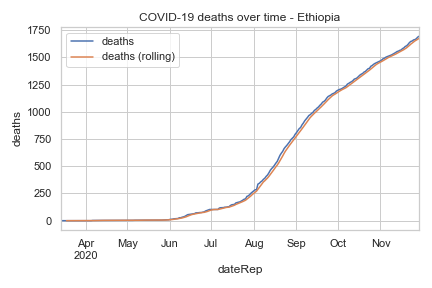 COVID-19 deaths over time - Ethiopia
deaths
deaths (rolling)
1750
1500
1250
1000
750
500
250
0
deaths
Apr
2020
May
Jun
Jul
Aug
Sep
Oct
Nov
dateRep